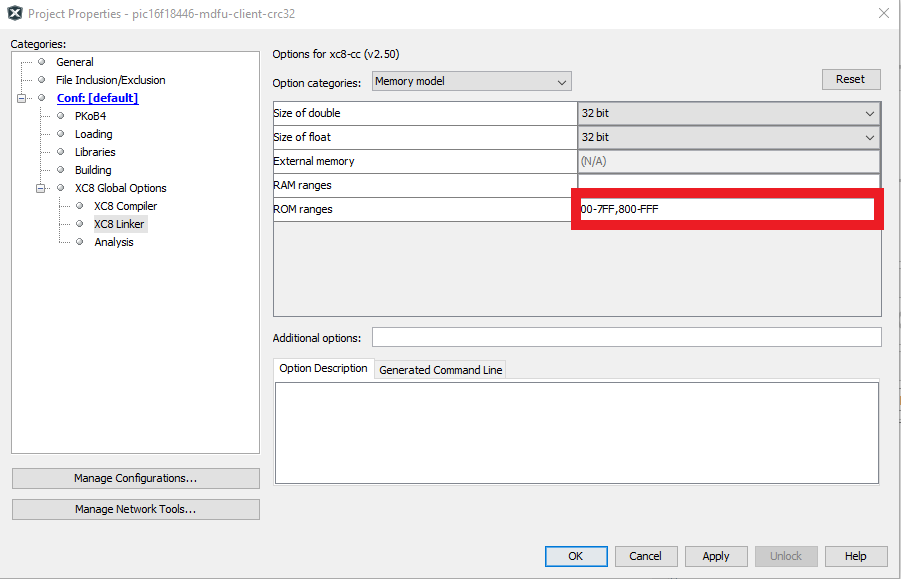 Project Properties - pic16f18446-mdfu-client-crc32
Categories:
General
File Inclusion/Exclusion
Conf: [default]
PKoB4
Loading
Libraries
Building
XC8 Global Options
XC8 Compiler
XC8 Linker
Analysis
Manage Configurations...
Manage Network Tools...
Options for xc8-cc (v2.50)
Option categories: Memory model Reset
Size of double 32 bit
Size of float 32 bit
External memory (N/A)
RAM ranges
ROM ranges 00-7FF,800-FFF
Additional options:
Option Description Generated Command Line
OK Cancel Apply Unlock Help